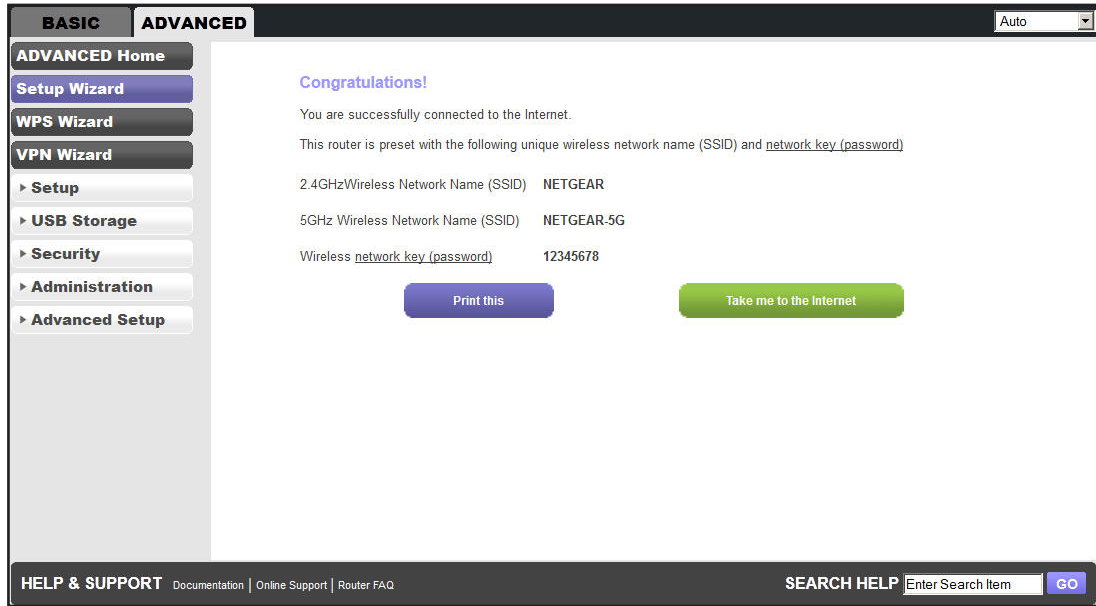 BASIC
ADVANCED
Auto
ADVANCED Home
Setup Wizard
WPS Wizard
VPN Wizard
Setup
USB Storage
Security
Administration
Advanced Setup
Congratulations!
You are successfully connected to the Internet.
This router is preset with the following unique wireless network name (SSID) and network key (password)
2.4GHzWireless Network Name (SSID) NETGEAR
5GHz Wireless Network Name (SSID) NETGEAR-5G
Wireless network key (password) 12345678
Print this
Take me to the Internet
HELP & SUPPORT Documentation | Online Support | Router FAQ
SEARCH HELP Enter Search Item GO